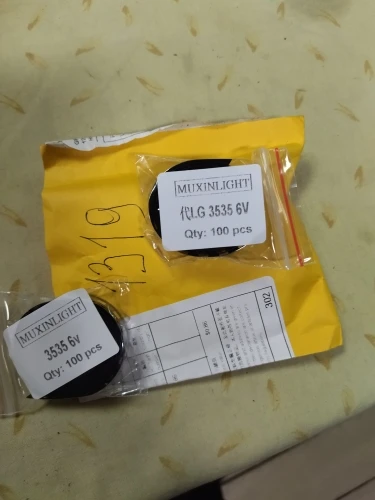 MUXINLIGHT
代LG 3535 6V
Qty: 100 pcs
1319
302
MUXINLIGHT
3535 6V
Qty: 100 pcs